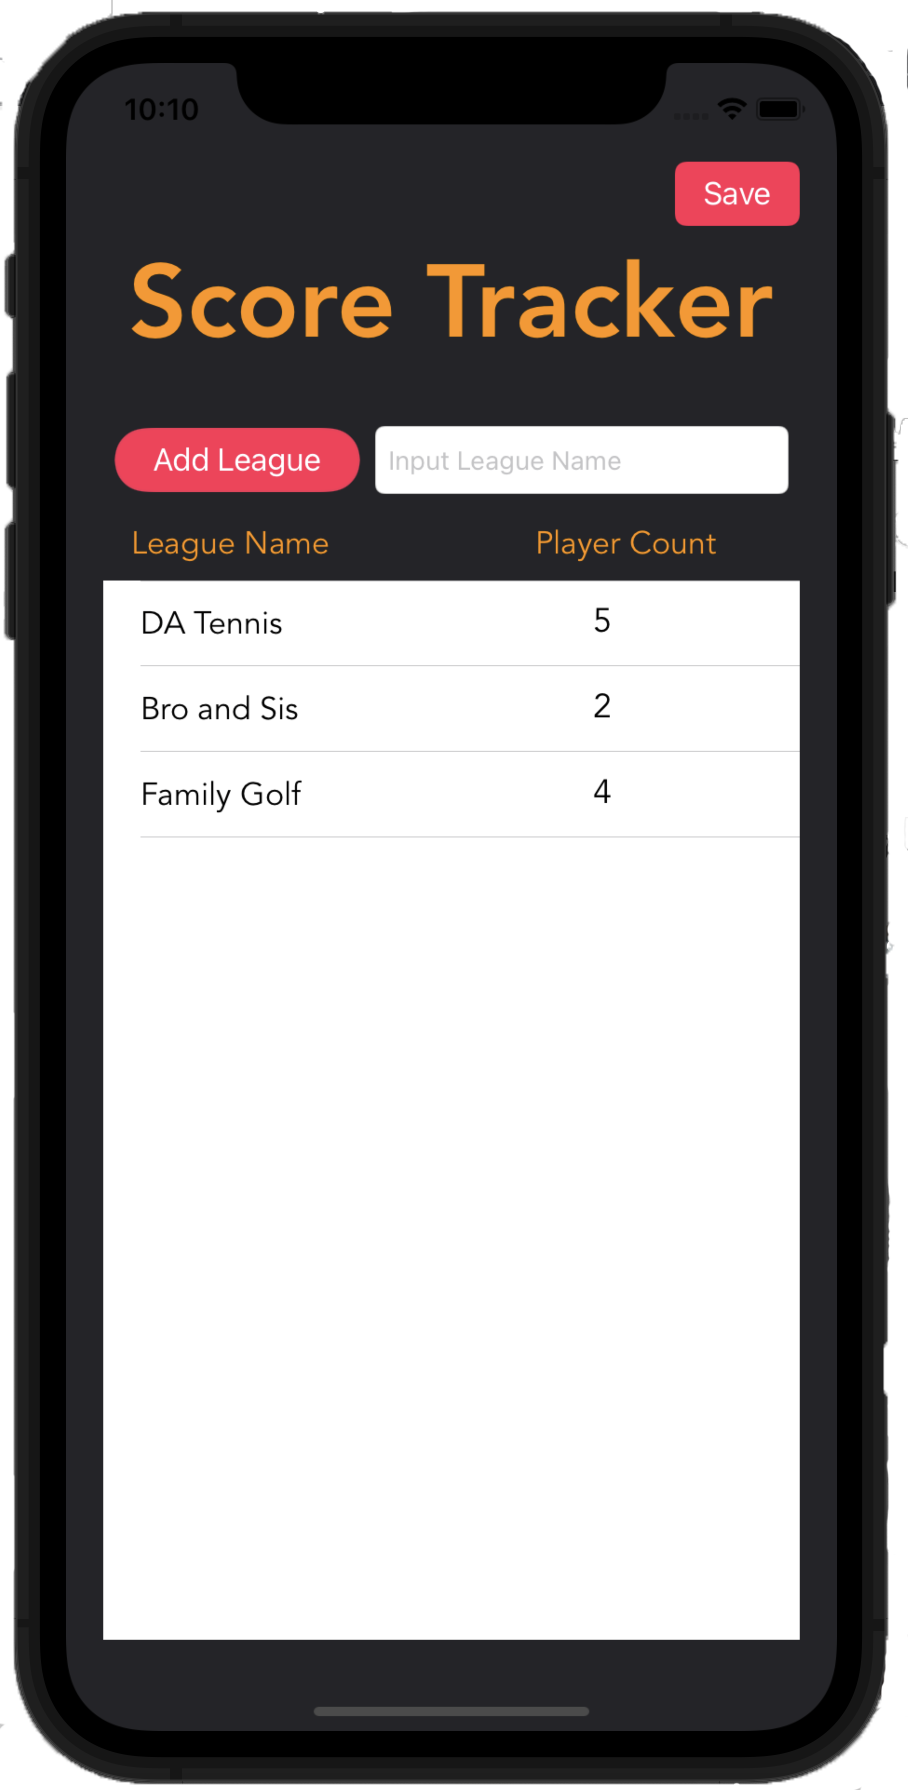 10:10
Save
Score Tracker
Add League Input League Name
League Name Player Count
DA Tennis 5
Bro and Sis 2
Family Golf 4